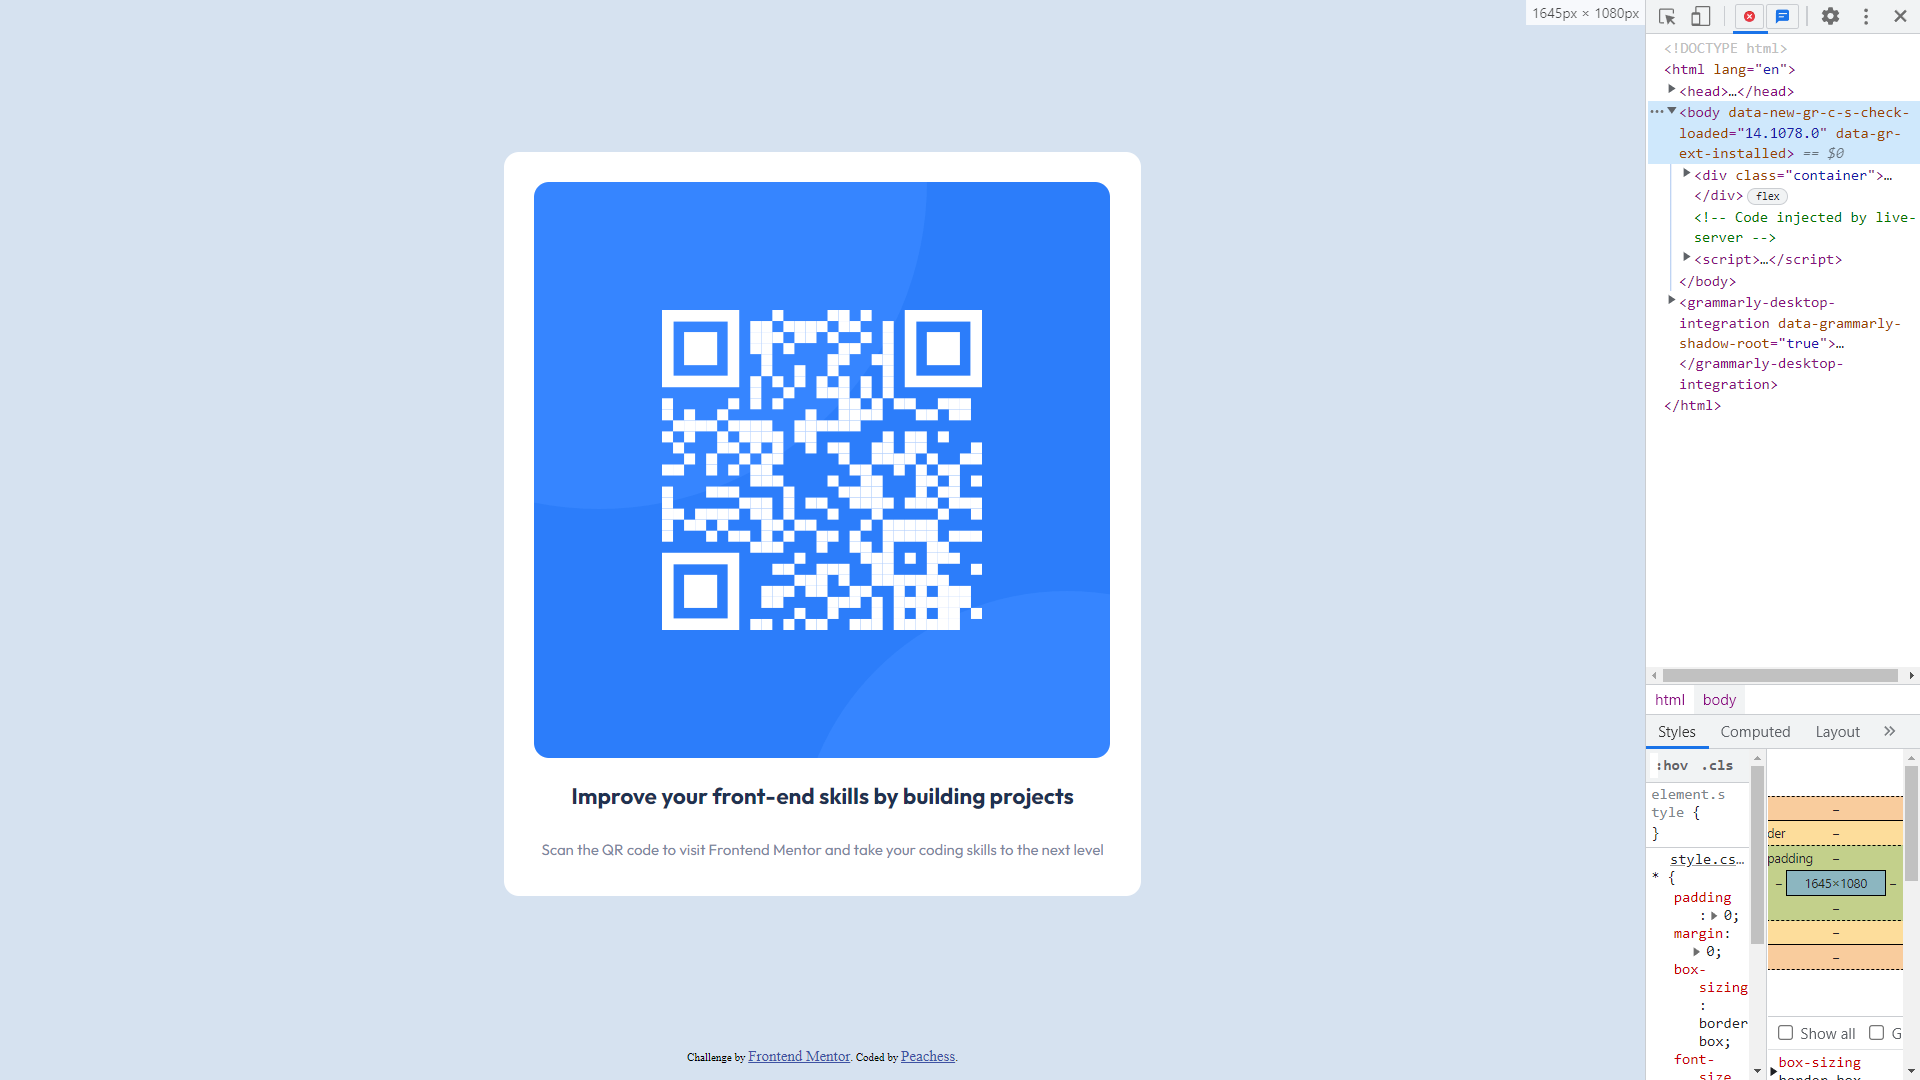 1645px × 1080px
<!DOCTYPE html>
<html lang="en">
<head>…</head>
<body data-new-gr-c-s-check-
loaded="14.1078.0" data-gr-
ext-installed> == $0
<div class="container">…
</div> flex
<!-- Code injected by live-
server -->
<script>…</script>
</body>
<grammarly-desktop-
integration data-grammarly-
shadow-root="true">…
</grammarly-desktop-
integration>
</html>
html body
Styles Computed Layout
:hov .cls
element.s
tyle {
}
style.cs…
* {
padding
: 0;
margin:
0;
box-
sizing
:
border
box;
font-
size
der –
padding –
– 1645×1080 –
–
–
–
Show all G
box-sizing
border-box
Improve your front-end skills by building projects
Scan the QR code to visit Frontend Mentor and take your coding skills to the next level
Challenge by Frontend Mentor. Coded by Peachess.